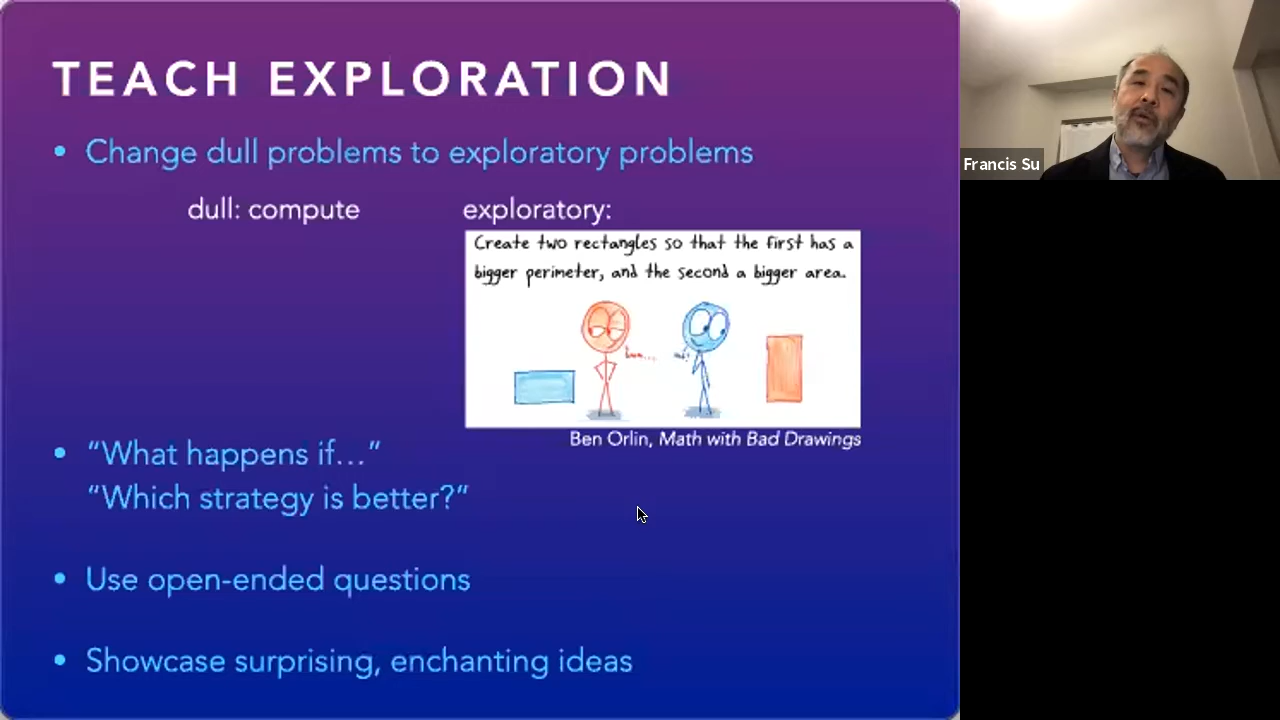 TEACH EXPLORATION
• Change dull problems to exploratory problems
dull: compute
exploratory:
Create two rectangles so that the first has a
bigger perimeter, and the second a bigger area.
Ben Orlin, Math with Bad Drawings
• “What happens if…”
“Which strategy is better?”
• Use open-ended questions
• Showcase surprising, enchanting ideas
Francis Su